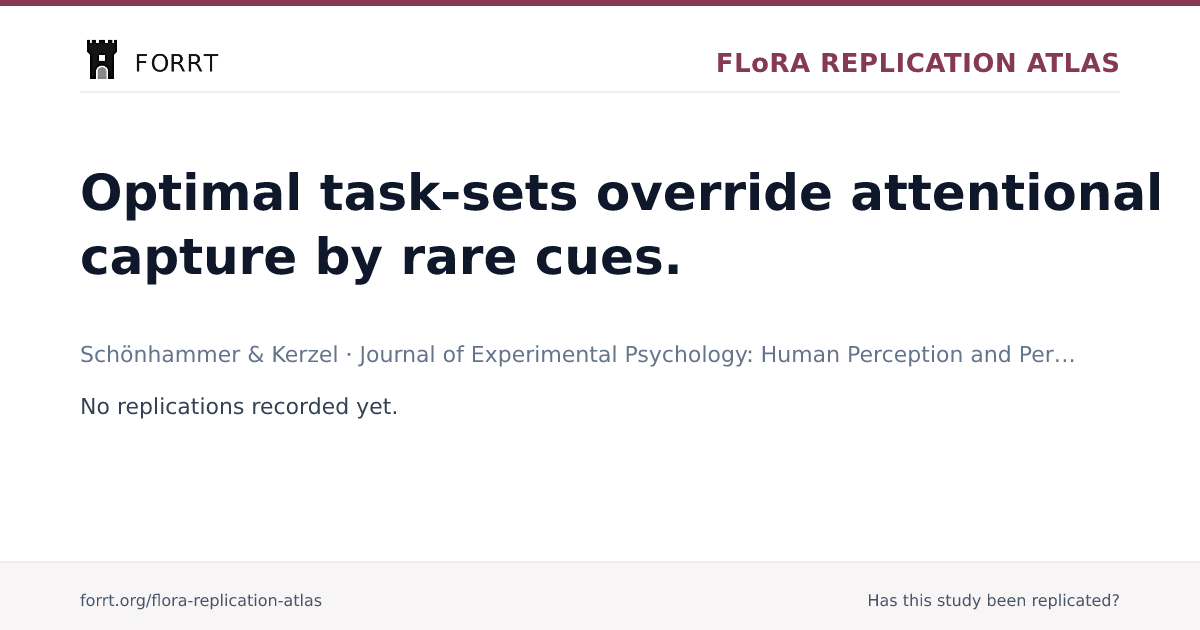 FORRT
FLoRA REPLICATION ATLAS
Optimal task-sets override attentional
capture by rare cues.
Schönhammer & Kerzel · Journal of Experimental Psychology: Human Perception and Per…
No replications recorded yet.
forrt.org/flora-replication-atlas
Has this study been replicated?